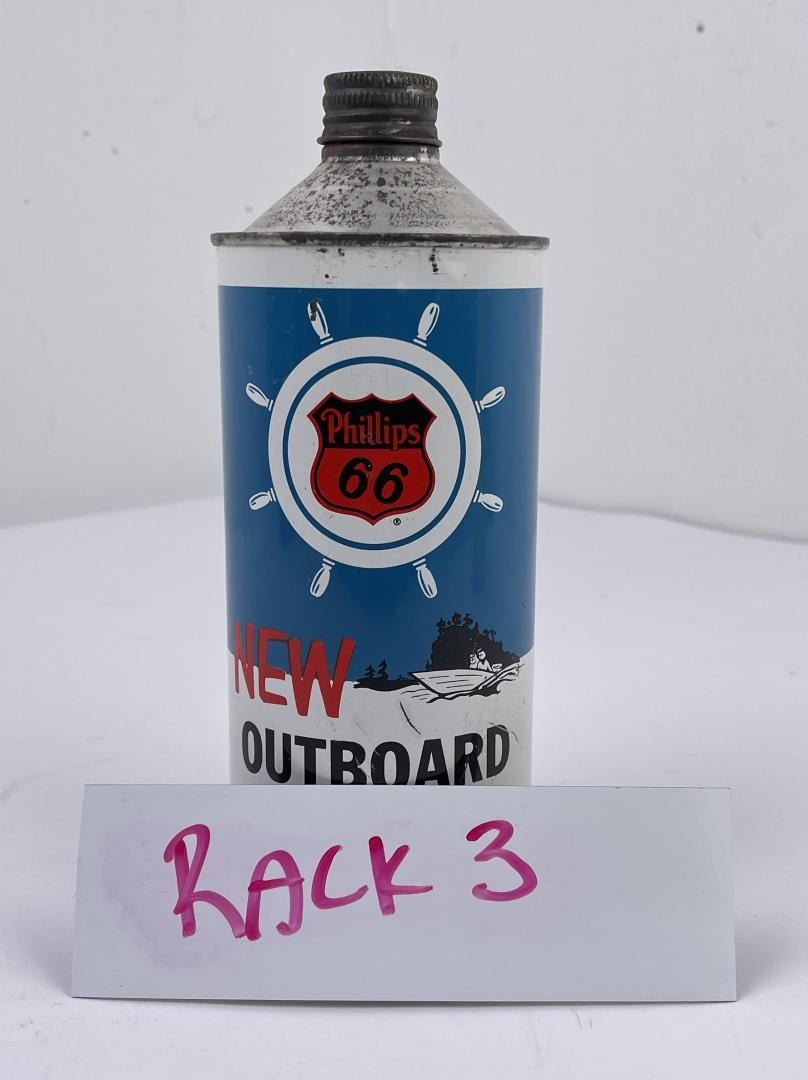 Phillips
66
®
NEW
OUTBOARD
RACK 3